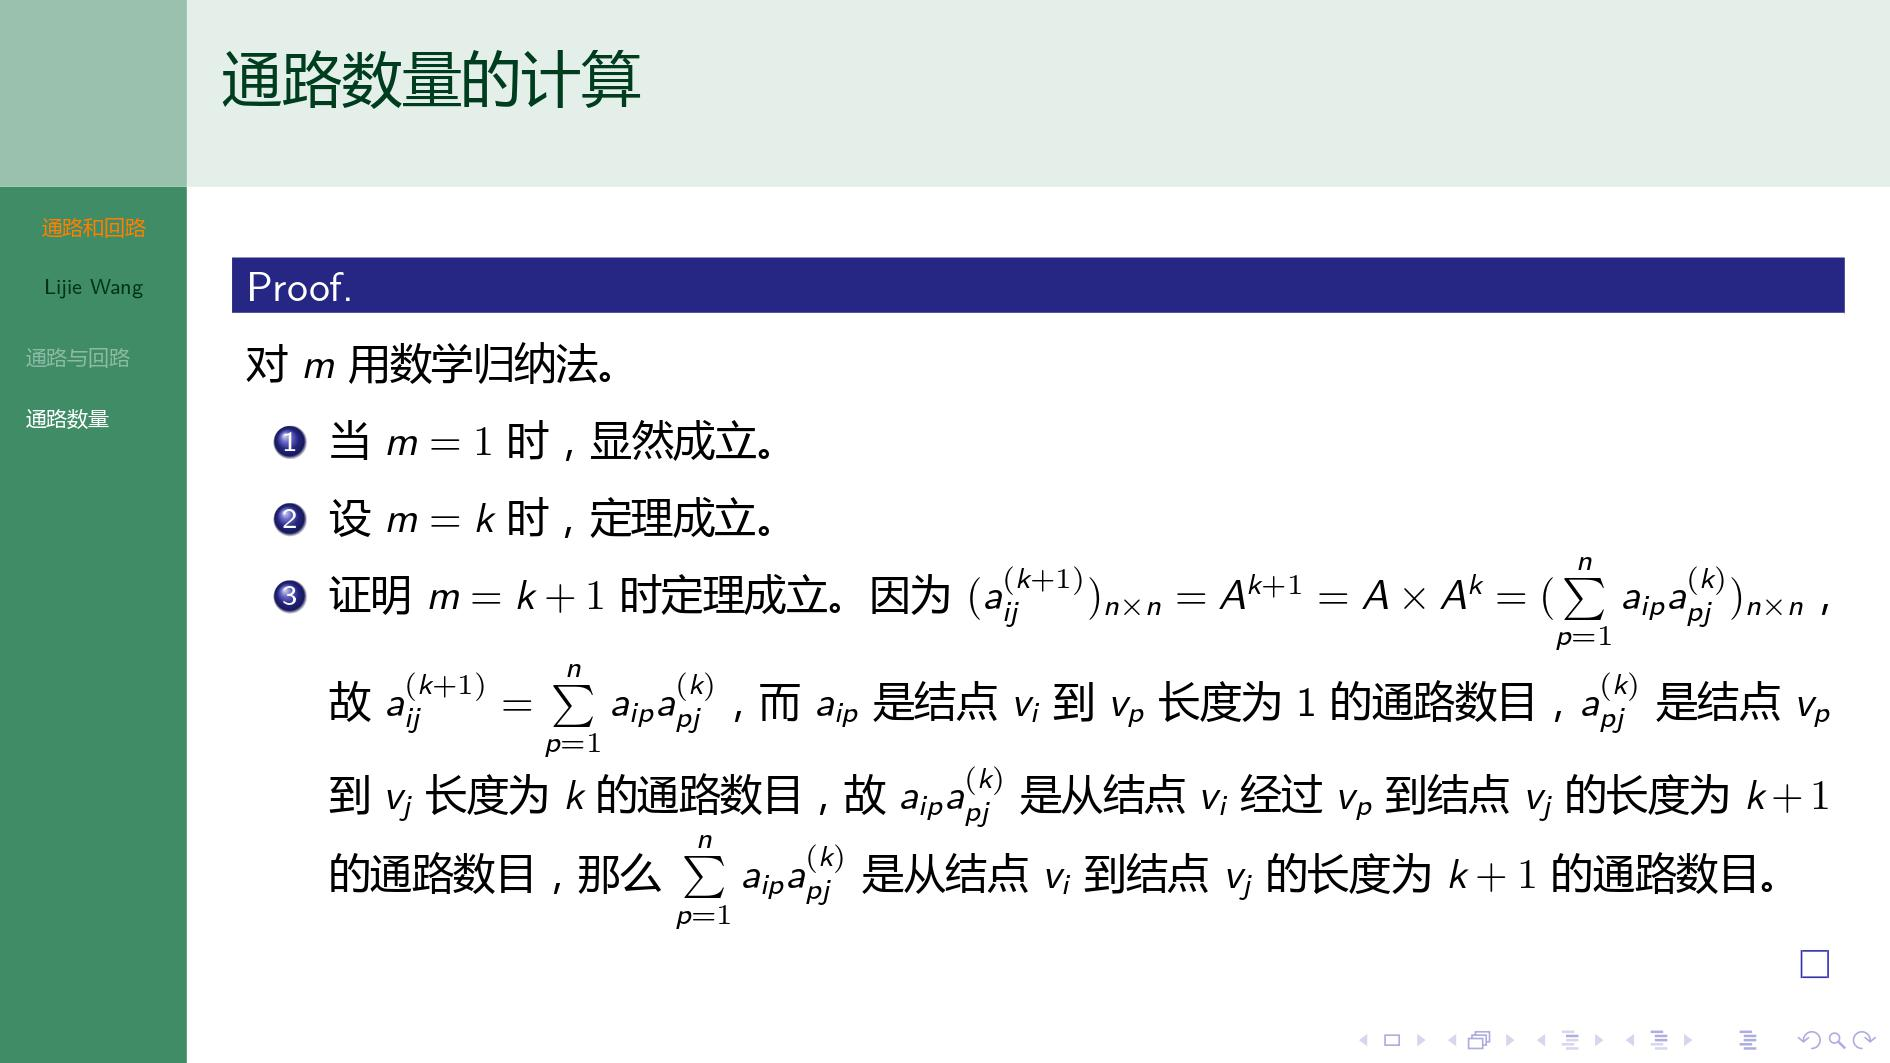 通路数量的计算
通路和回路
Lijie Wang
通路与回路
通路数量
Proof.
对 m 用数学归纳法。
1 当 m = 1 时，显然成立。
2 设 m = k 时，定理成立。
3 证明 m = k + 1 时定理成立。因为 (a_{ij}^{(k+1)})_{n×n} = A^{k+1} = A × A^k = (∑_{p=1}^{n} a_{ip}a_{pj}^{(k)})_{n×n}，
故 a_{ij}^{(k+1)} = ∑_{p=1}^{n} a_{ip}a_{pj}^{(k)}，而 a_{ip} 是结点 v_i 到 v_p 长度为 1 的通路数目，a_{pj}^{(k)} 是结点 v_p
到 v_j 长度为 k 的通路数目，故 a_{ip}a_{pj}^{(k)} 是从结点 v_i 经过 v_p 到结点 v_j 的长度为 k + 1
的通路数目，那么 ∑_{p=1}^{n} a_{ip}a_{pj}^{(k)} 是从结点 v_i 到结点 v_j 的长度为 k + 1 的通路数目。